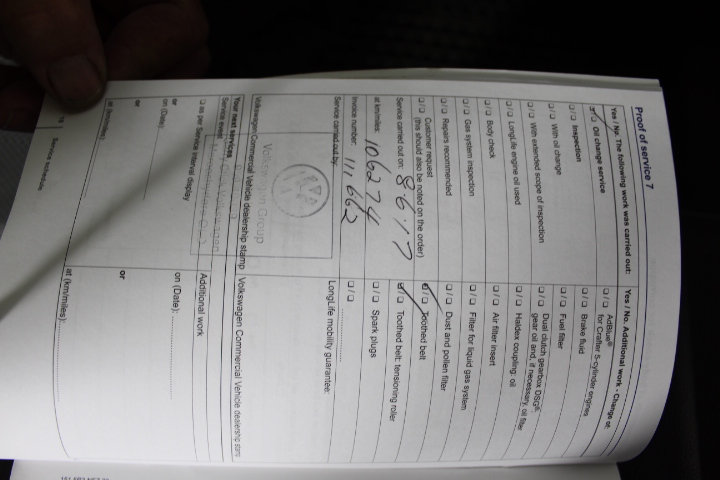 Proof of service 7
Yes / No. The following work was carried out:
Oil change service
Inspection
With oil change
With extended scope of inspection
LongLife engine oil used
Body check
Gas system inspection
Repairs recommended
Customer request
(this should also be noted on the order)
Service carried out on: 8.6.17
at km/miles: 106274
Invoice number: 111662
Service carried out by:
Volkswagen Group
Volkswagen Commercial Vehicle dealership stamp
Your next services
Service event
as per Service interval display
or
on (Date):
or
at (km/miles):
16 Service schedule
Yes / No. Additional work - Change of:
AdBlue®
for Crafter 5-cylinder engines
Brake fluid
Fuel filter
Dual clutch gearbox DSG®:
gear oil and, if necessary, oil filter
Haldex coupling: oil
Air filter insert
Filter for liquid gas system
Dust and pollen filter
Toothed belt
Toothed belt: tensioning roller
Spark plugs
LongLife mobility guarantee:
Volkswagen Commercial Vehicle dealership stamp
Additional work
on (Date):
or
at (km/miles):